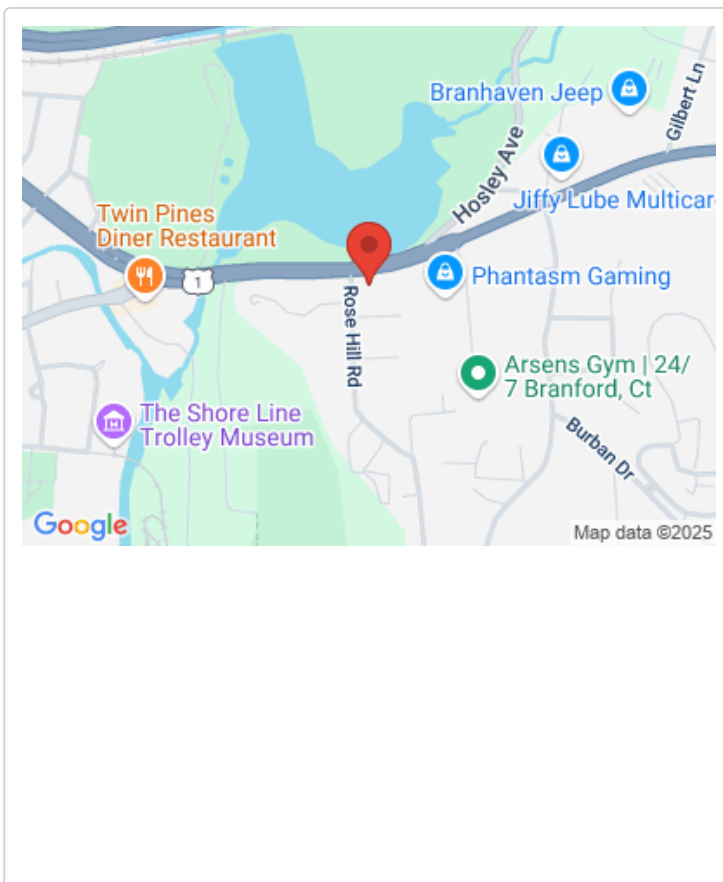 Branhaven Jeep
Gilbert Ln
Hosley Ave
Jiffy Lube Multicar
Twin Pines
Diner Restaurant
1
Phantasm Gaming
Rose Hill Rd
Arsens Gym | 24/
7 Branford, Ct
The Shore Line
Trolley Museum
Burban Dr
Google
Map data ©2025